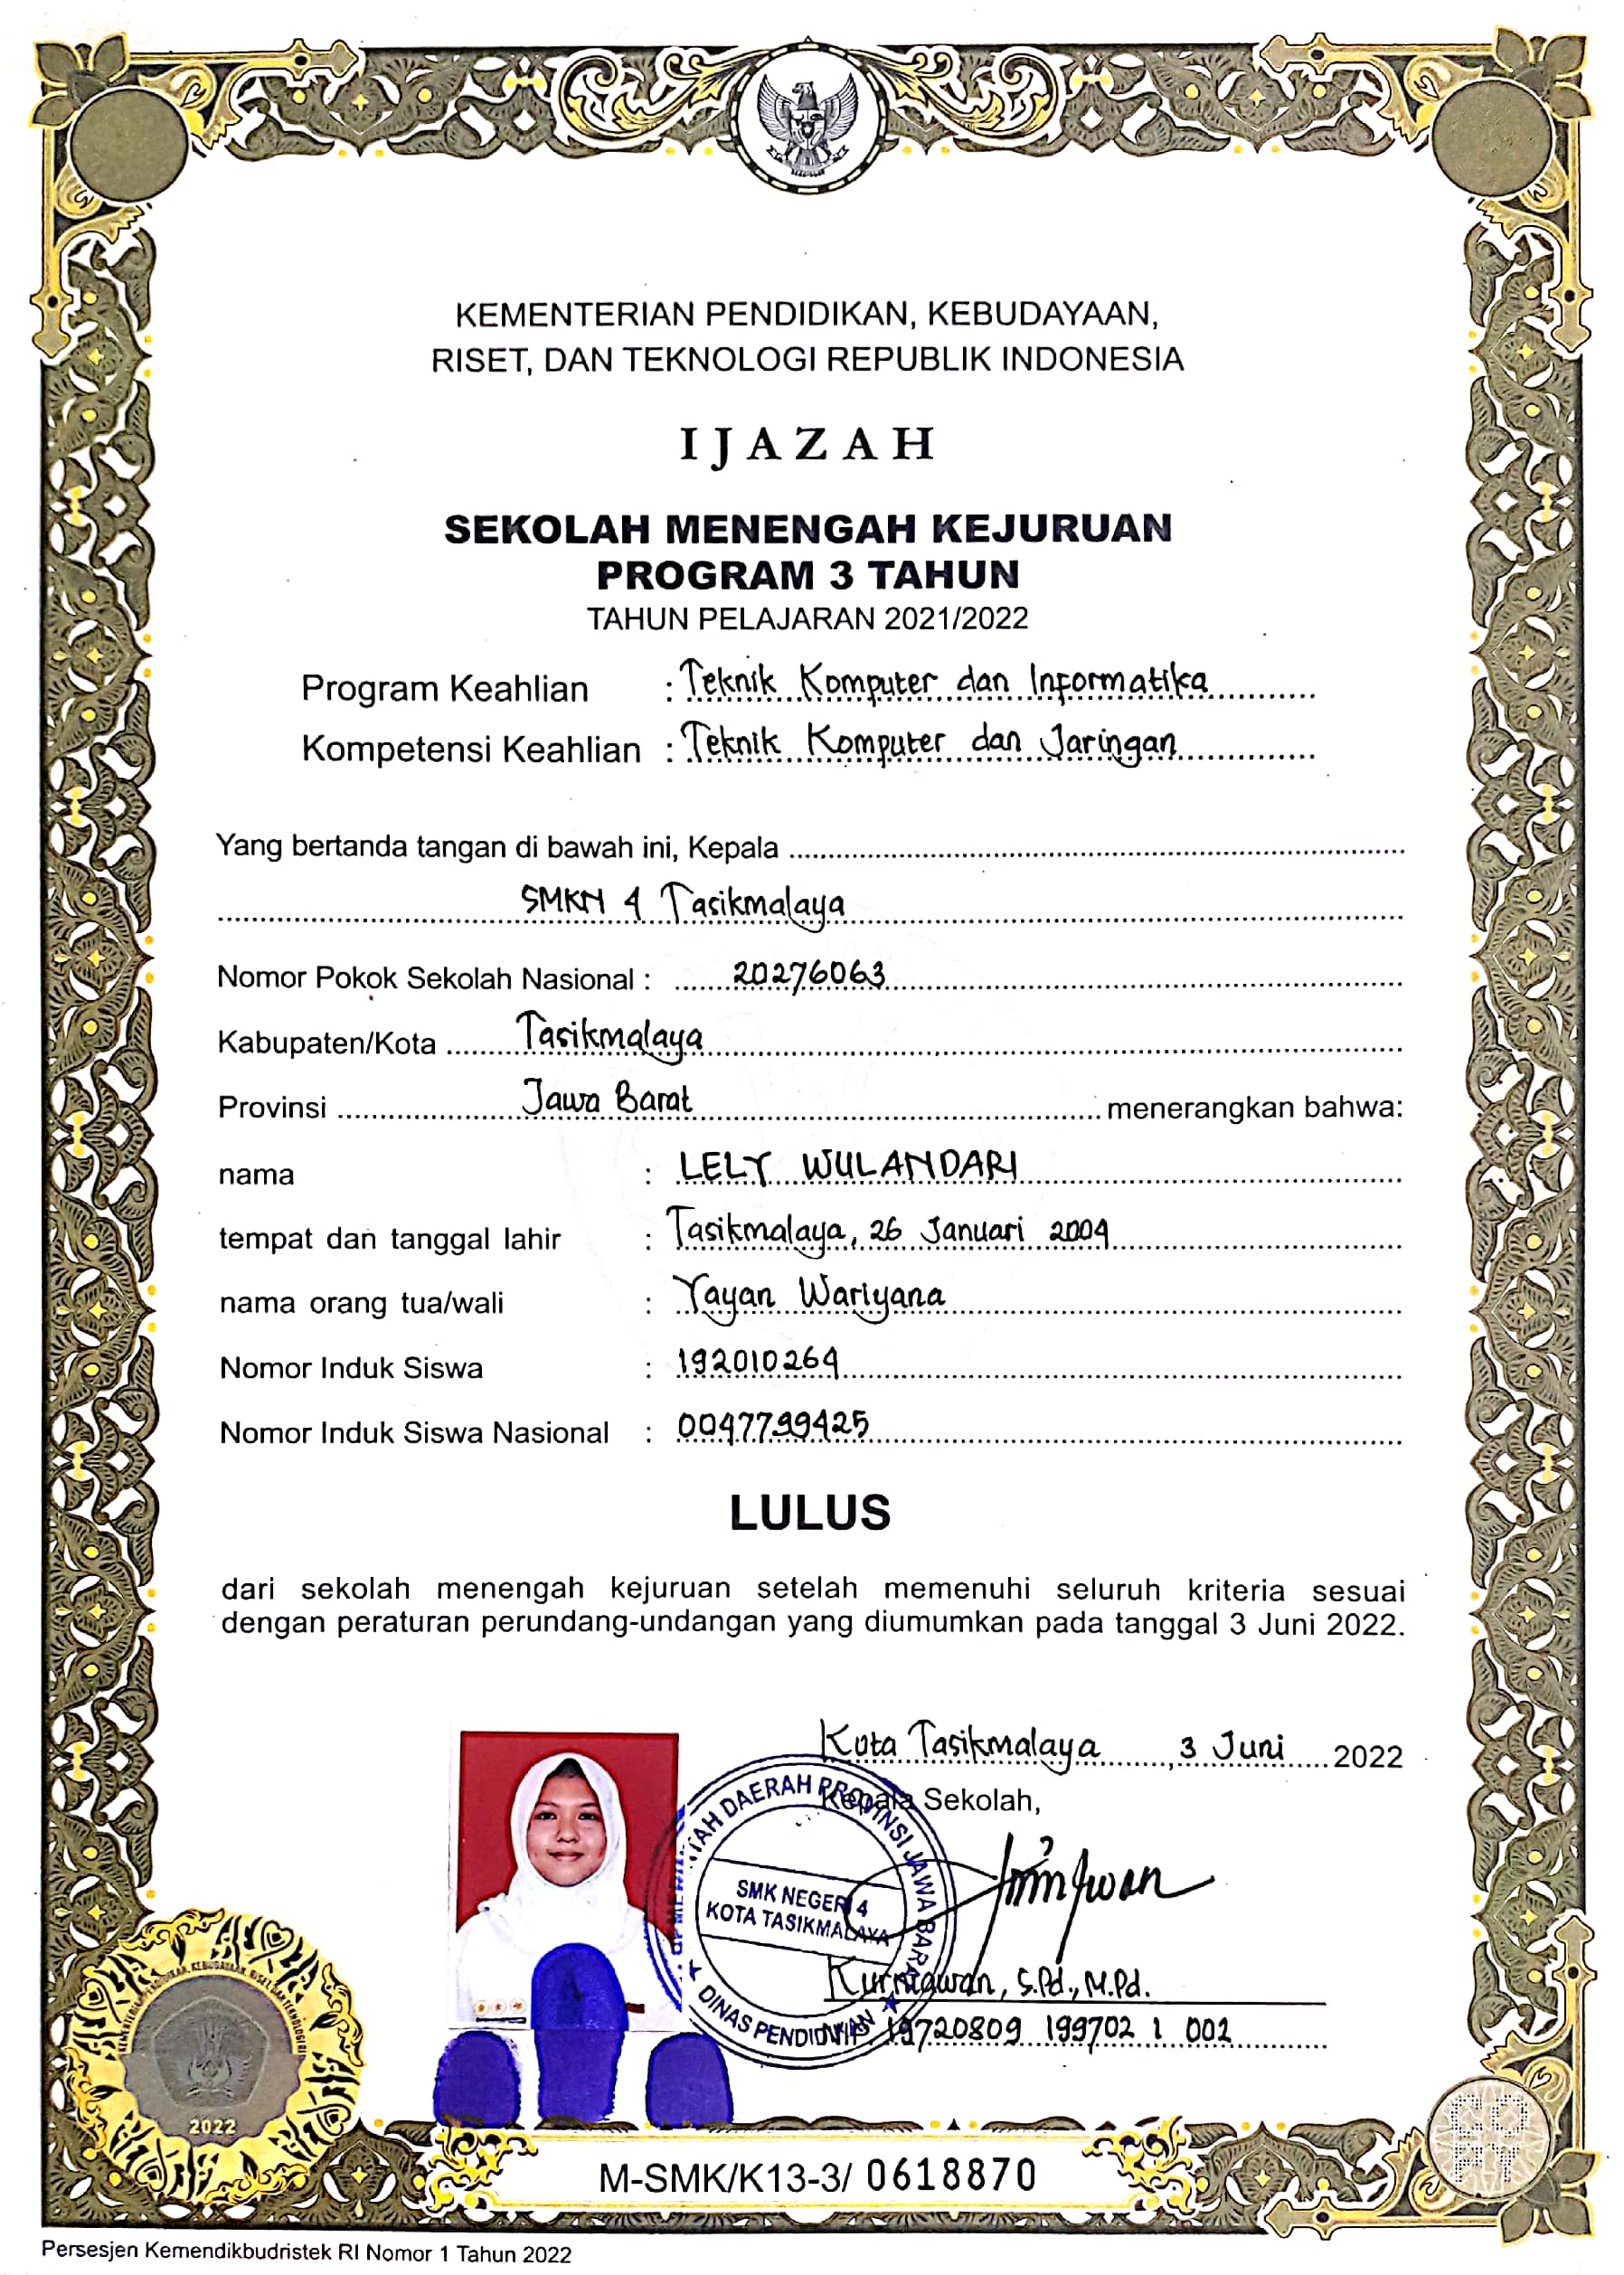 KEMENTERIAN PENDIDIKAN, KEBUDAYAAN,
RISET, DAN TEKNOLOGI REPUBLIK INDONESIA
IJAZAH
SEKOLAH MENENGAH KEJURUAN
PROGRAM 3 TAHUN
TAHUN PELAJARAN 2021/2022
Program Keahlian : Teknik Komputer dan Informatika
Kompetensi Keahlian : Teknik Komputer dan Jaringan
Yang bertanda tangan di bawah ini, Kepala
SMKN 4 Tasikmalaya
Nomor Pokok Sekolah Nasional : 20276063
Kabupaten/Kota Tasikmalaya
Provinsi Jawa Barat menerangkan bahwa:
nama : LELY WULANDARI
tempat dan tanggal lahir : Tasikmalaya, 26 Januari 2004
nama orang tua/wali : Yayan Wariyana
Nomor Induk Siswa : 192010264
Nomor Induk Siswa Nasional : 0047799425
LULUS
dari sekolah menengah kejuruan setelah memenuhi seluruh kriteria sesuai
dengan peraturan perundang-undangan yang diumumkan pada tanggal 3 Juni 2022.
Kota Tasikmalaya, 3 Juni 2022
Kepala Sekolah,
PEMERINTAH DAERAH PROVINSI JAWA BARAT
SMK NEGERI 4
KOTA TASIKMALAYA
DINAS PENDIDIKAN
Kurniawan, S.Pd., M.Pd.
NIP. 19720809 199702 1 002
2022
COPY
M-SMK/K13-3/ 0618870
Persesjen Kemendikbudristek RI Nomor 1 Tahun 2022